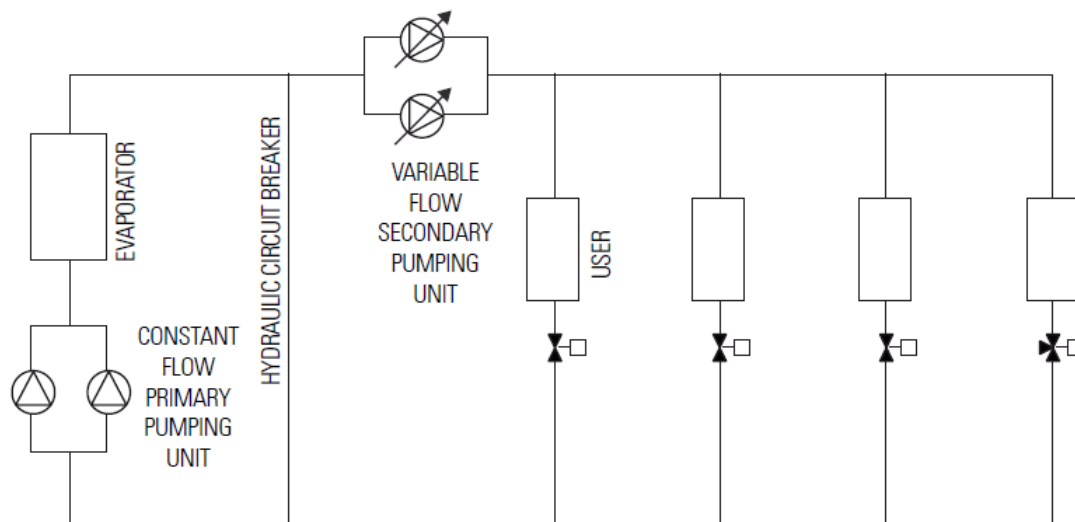 EVAPORATOR
CONSTANT
FLOW
PRIMARY
PUMPING
UNIT
HYDRAULIC CIRCUIT BREAKER
VARIABLE
FLOW
SECONDARY
PUMPING
UNIT
USER